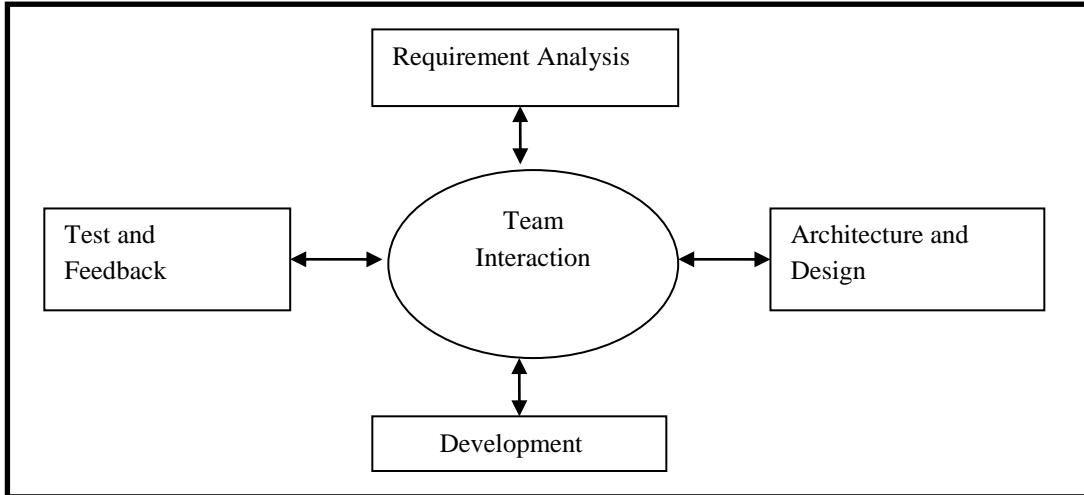 Requirement Analysis
Team
Interaction
Test and
Feedback
Architecture and
Design
Development